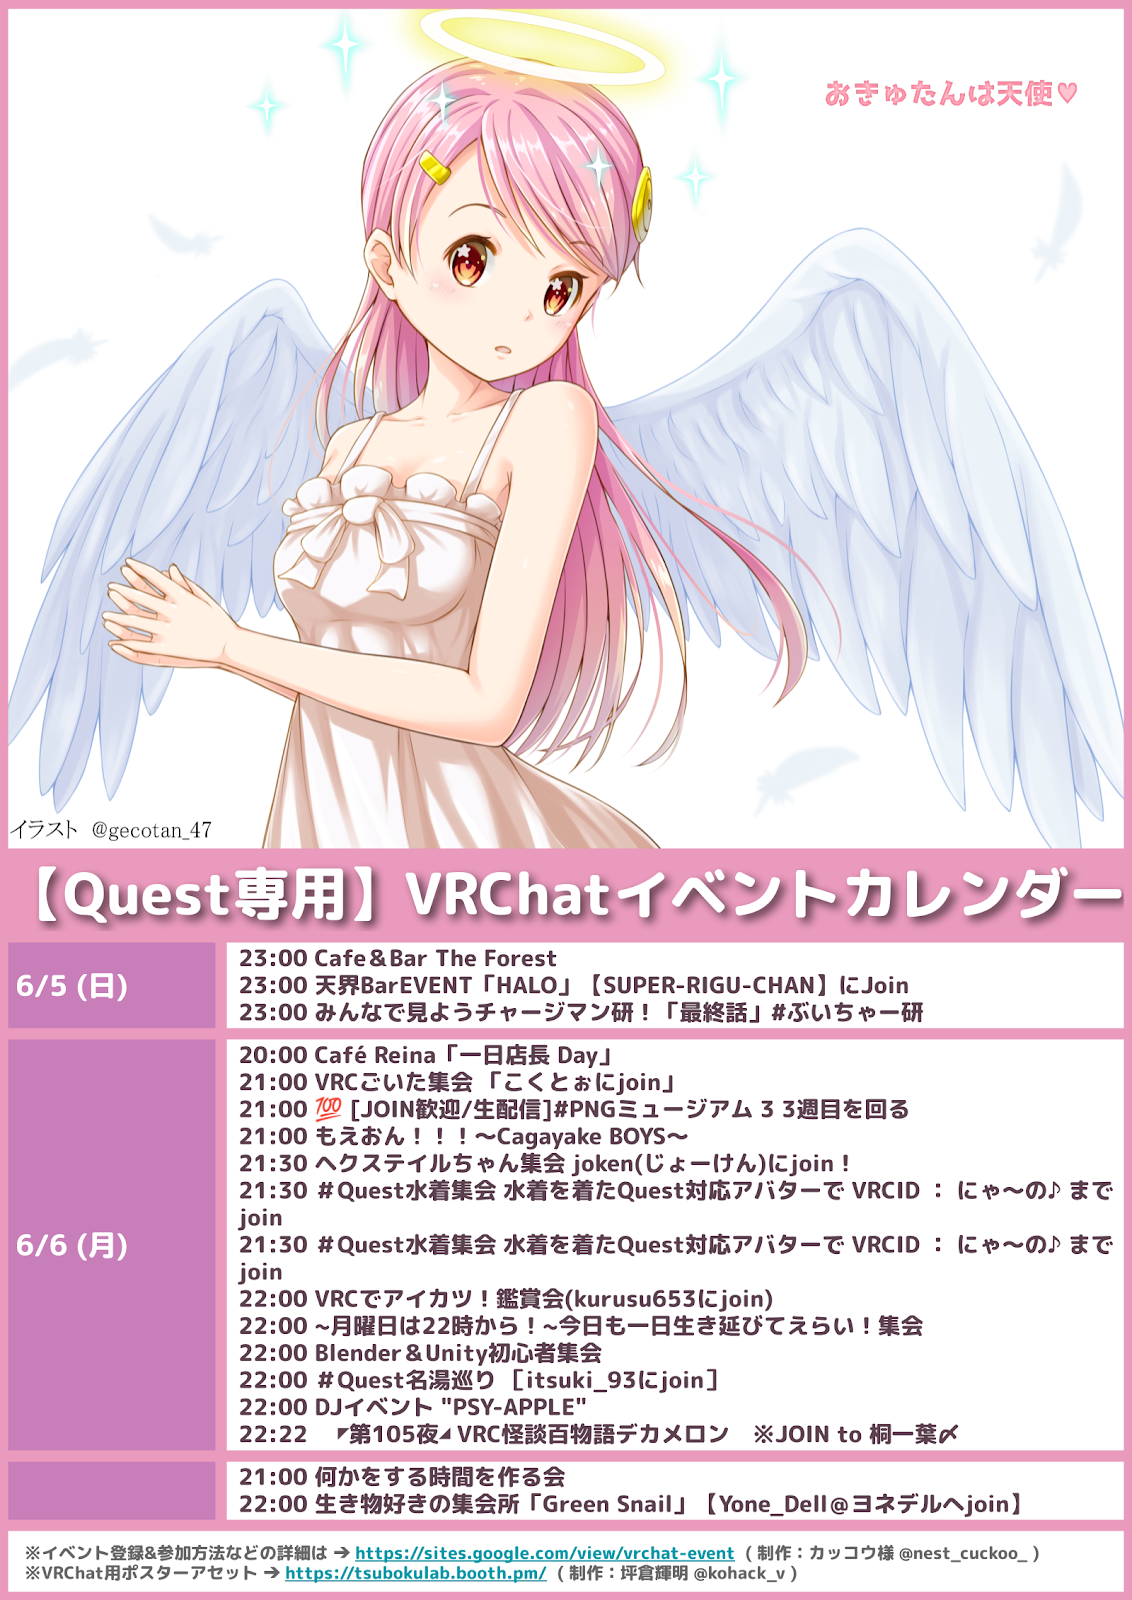 おきゅたんは天使♥
イラスト @gecotan_47
【Quest専用】VRChatイベントカレンダー
6/5 (日)
23:00 Cafe＆Bar The Forest
23:00 天界BarEVENT「HALO」【SUPER-RIGU-CHAN】にJoin
23:00 みんなで見ようチャージマン研！「最終話」#ぶいちゃー研
6/6 (月)
20:00 Café Reina「一日店長 Day」
21:00 VRCごいた集会 「こくとぉにjoin」
21:00 💯 [JOIN歓迎/生配信]#PNGミュージアム 3 3週目を回る
21:00 もえおん！！！〜Cagayake BOYS〜
21:30 ヘクステイルちゃん集会 joken(じょーけん)にjoin！
21:30 ＃Quest水着集会 水着を着たQuest対応アバターで VRCID ： にゃ〜の♪ まで
join
21:30 ＃Quest水着集会 水着を着たQuest対応アバターで VRCID ： にゃ〜の♪ まで
join
22:00 VRCでアイカツ！鑑賞会(kurusu653にjoin)
22:00 ~月曜日は22時から！~今日も一日生き延びてえらい！集会
22:00 Blender＆Unity初心者集会
22:00 ＃Quest名湯巡り ［itsuki_93にjoin］
22:00 DJイベント "PSY-APPLE"
22:22 ◤第105夜◢ VRC怪談百物語デカメロン ※JOIN to 桐一葉〆
21:00 何かをする時間を作る会
22:00 生き物好きの集会所「Green Snail」【Yone_Dell＠ヨネデルへjoin】
※イベント登録&参加方法などの詳細は → https://sites.google.com/view/vrchat-event ( 制作：カッコウ様 @nest_cuckoo_ )
※VRChat用ポスターアセット → https://tsubokulab.booth.pm/ ( 制作：坪倉輝明 @kohack_v )